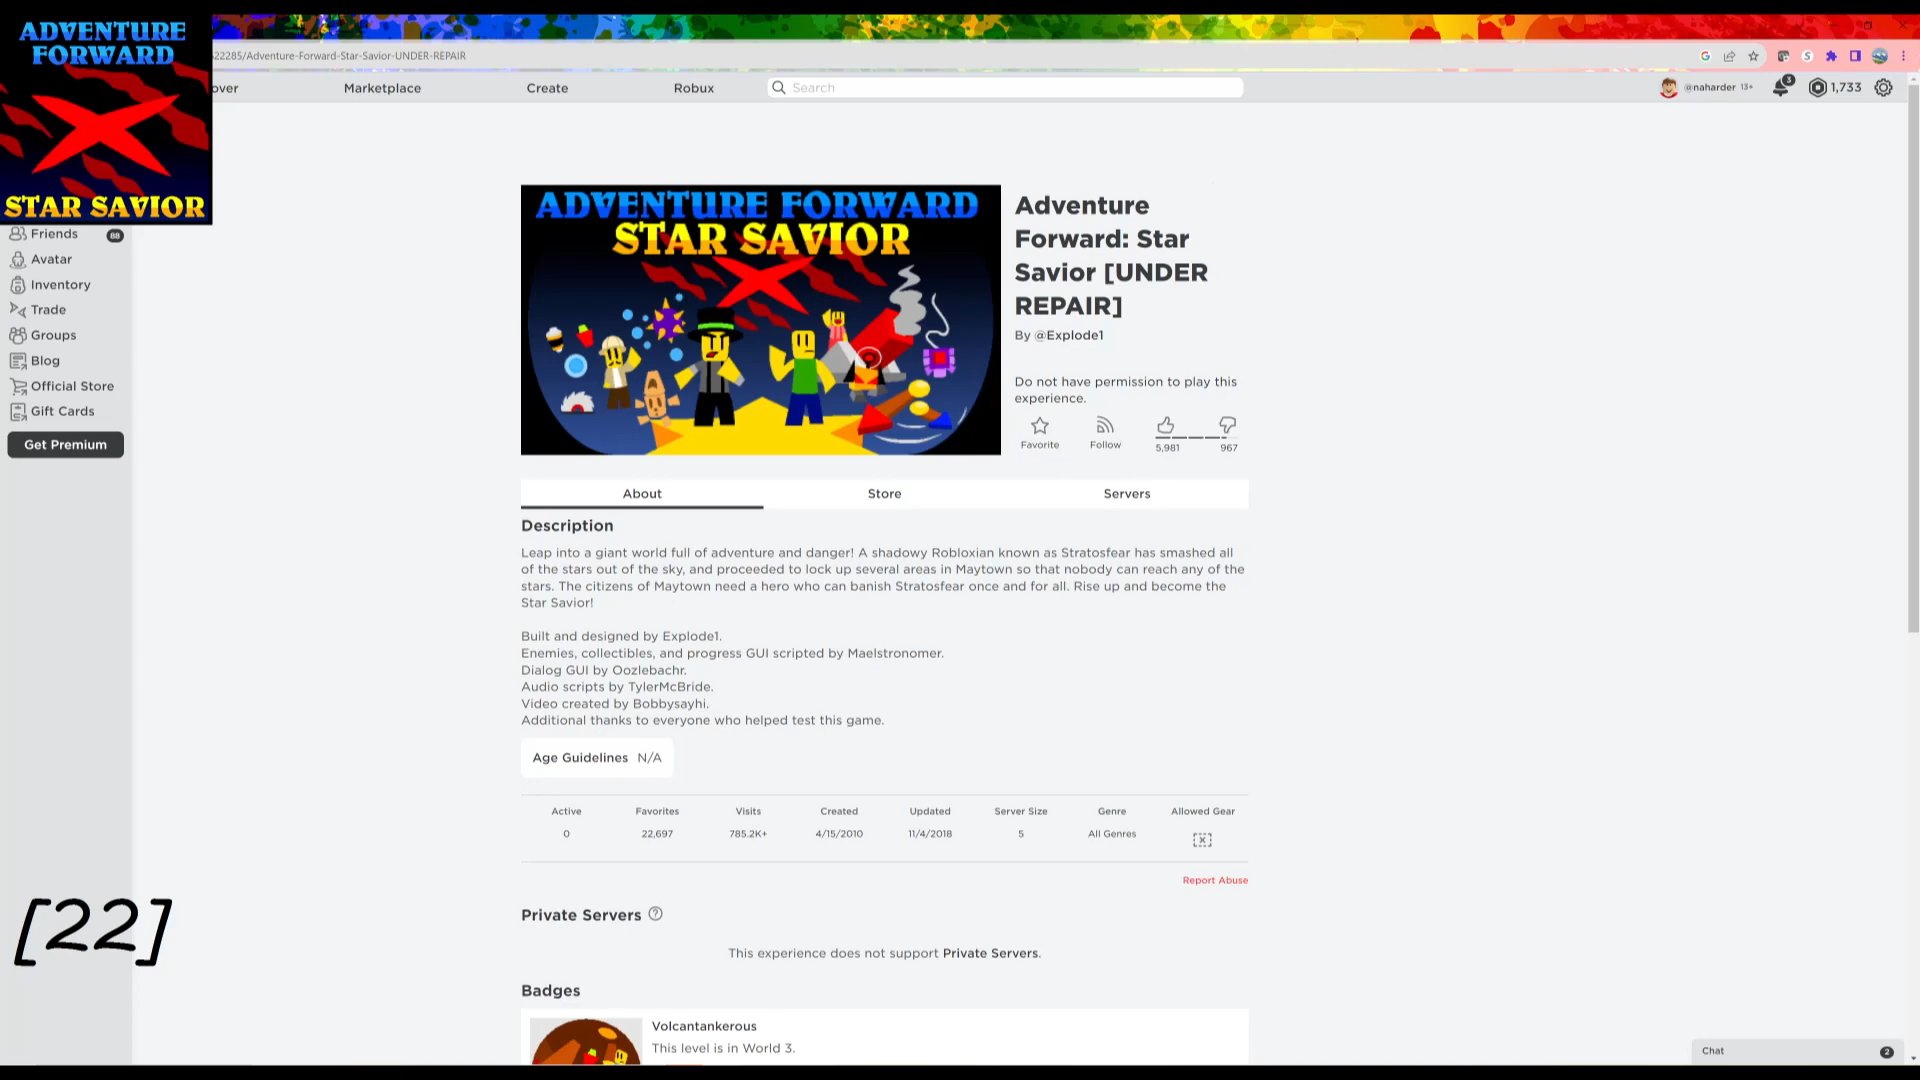 ADVENTURE
FORWARD
STAR SAVIOR
22285/Adventure-Forward-Star-Savior-UNDER-REPAIR
over
Marketplace
Create
Robux
Search
@naharder 13+
3
1,733
Friends
88
Avatar
Inventory
Trade
Groups
Blog
Official Store
Gift Cards
Get Premium
ADVENTURE FORWARD
STAR SAVIOR
Adventure
Forward: Star
Savior [UNDER
REPAIR]
By @Explode1
Do not have permission to play this
experience.
Favorite
Follow
5,981
967
About
Store
Servers
Description
Leap into a giant world full of adventure and danger! A shadowy Robloxian known as Stratosfear has smashed all
of the stars out of the sky, and proceeded to lock up several areas in Maytown so that nobody can reach any of the
stars. The citizens of Maytown need a hero who can banish Stratosfear once and for all. Rise up and become the
Star Savior!
Built and designed by Explode1.
Enemies, collectibles, and progress GUI scripted by Maelstronomer.
Dialog GUI by Oozlebachr.
Audio scripts by TylerMcBride.
Video created by Bobbysayhi.
Additional thanks to everyone who helped test this game.
Age Guidelines N/A
Active
Favorites
Visits
Created
Updated
Server Size
Genre
Allowed Gear
0
22,697
785.2K+
4/15/2010
11/4/2018
5
All Genres
Report Abuse
Private Servers
This experience does not support Private Servers.
Badges
Volcantankerous
This level is in World 3.
[22]
Chat
2